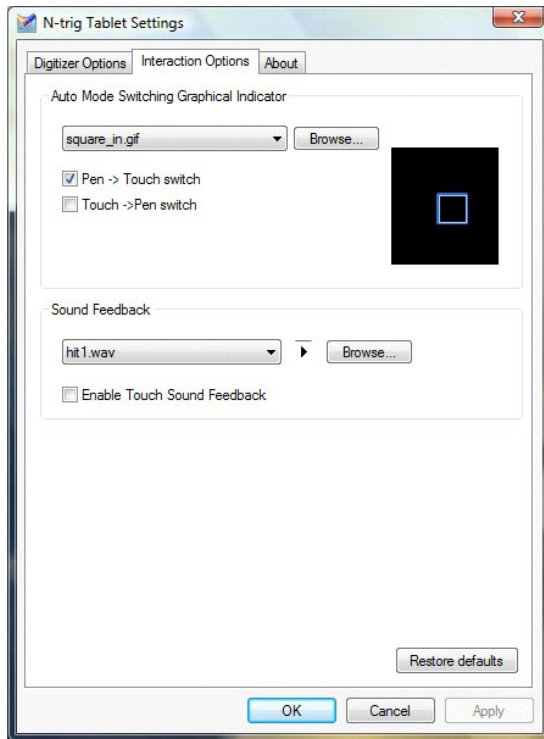 N-trig Tablet Settings
Digitizer Options Interaction Options About
Auto Mode Switching Graphical Indicator
square_in.gif Browse...
Pen -> Touch switch
Touch ->Pen switch
Sound Feedback
hit1.wav Browse...
Enable Touch Sound Feedback
Restore defaults
OK Cancel Apply